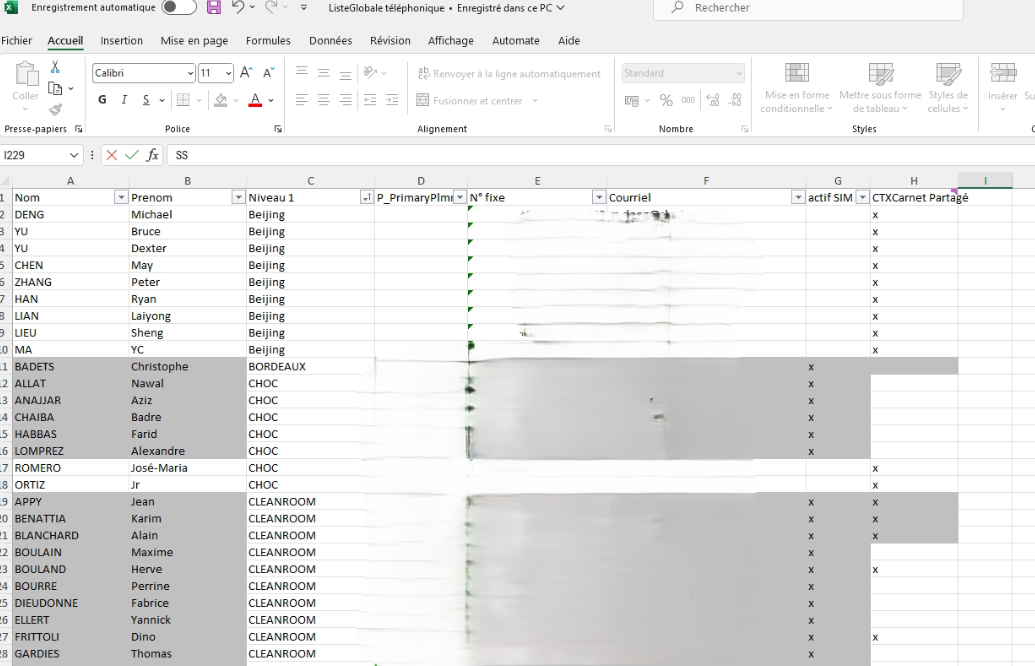 Enregistrement automatique ListeGlobale téléphonique • Enregistré dans ce PC Rechercher
Fichier Accueil Insertion Mise en page Formules Données Révision Affichage Automate Aide
Calibri 11 Renvoyer à la ligne automatiquement Standard
Coller G I S A Fusionner et centrer % 000 Mise en forme conditionnelle Mettre sous forme de tableau Styles de cellules Insérer
Presse-papiers Police Alignement Nombre Styles
I229 fx SS
A B C D E F G H I
1 Nom Prenom Niveau 1 N° fixe Courriel actif SIM CTXCarnet Partagé
2 DENG Michael Beijing x
3 YU Bruce Beijing x
4 YU Dexter Beijing x
5 CHEN May Beijing x
6 ZHANG Peter Beijing x
7 HAN Ryan Beijing x
8 LIAN Laiyong Beijing x
9 LIEU Sheng Beijing x
10 MA YC Beijing x
11 BADETS Christophe BORDEAUX x
12 ALLAT Nawal CHOC x
13 ANAJJAR Aziz CHOC x
14 CHAIBA Badre CHOC x
15 HABBAS Farid CHOC x
16 LOMPREZ Alexandre CHOC x
17 ROMERO José-Maria CHOC x
18 ORTIZ Jr CHOC x
19 APPY Jean CLEANROOM x x
20 BENATTIA Karim CLEANROOM x x
21 BLANCHARD Alain CLEANROOM x x
22 BOULAIN Maxime CLEANROOM x
23 BOULAND Herve CLEANROOM x x
24 BOURRE Perrine CLEANROOM x
25 DIEUDONNE Fabrice CLEANROOM x
26 ELLERT Yannick CLEANROOM x
27 FRITTOLI Dino CLEANROOM x x
28 GARDIES Thomas CLEANROOM x